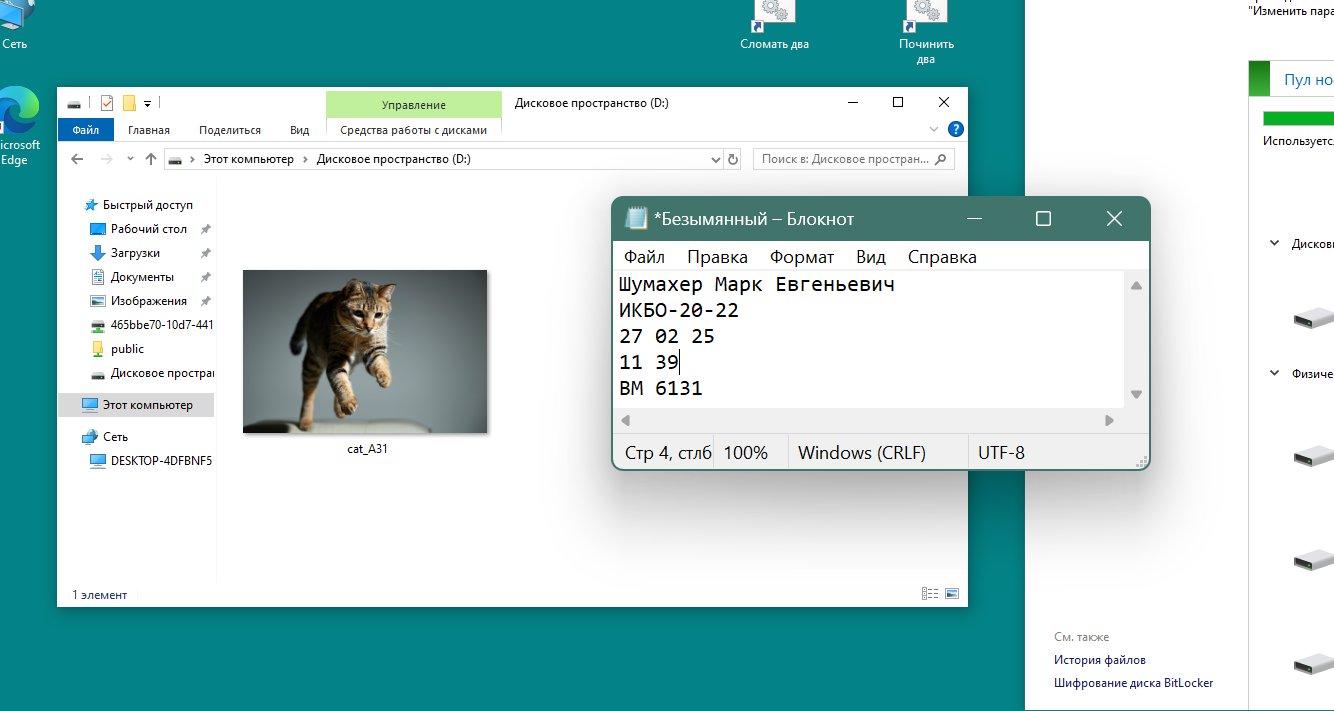 Сеть
Сломать два
Починить
два
"Изменить пара
icrosoft
Edge
Управление
Дисковое пространство (D:)
Файл
Главная
Поделиться
Вид
Средства работы с дисками
Этот компьютер
Дисковое пространство (D:)
Поиск в: Дисковое простран...
Быстрый доступ
Рабочий стол
Загрузки
Документы
Изображения
465bbe70-10d7-441
public
Дисковое простра
Этот компьютер
Сеть
DESKTOP-4DFBNF5
cat_A31
1 элемент
*Безымянный – Блокнот
Файл Правка Формат Вид Справка
Шумахер Марк Евгеньевич
ИКБО-20-22
27 02 25
11 39
ВМ 6131
Стр 4, стлб
100%
Windows (CRLF)
UTF-8
Пул но
Используетс
Дисков
Физиче
См. также
История файлов
Шифрование диска BitLocker